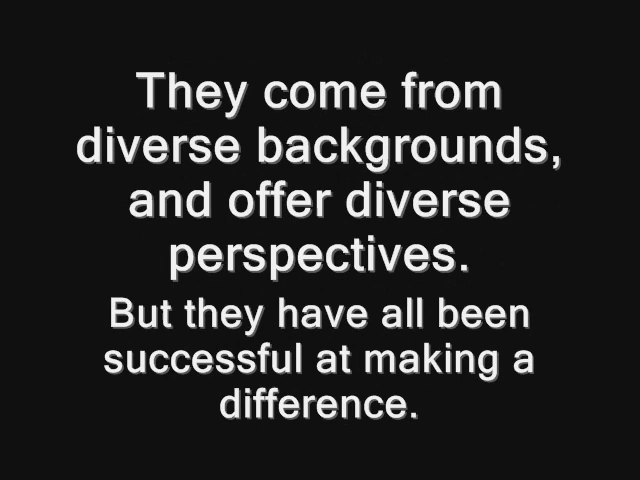 They come from
diverse backgrounds,
and offer diverse
perspectives.
But they have all been
successful at making a
difference.